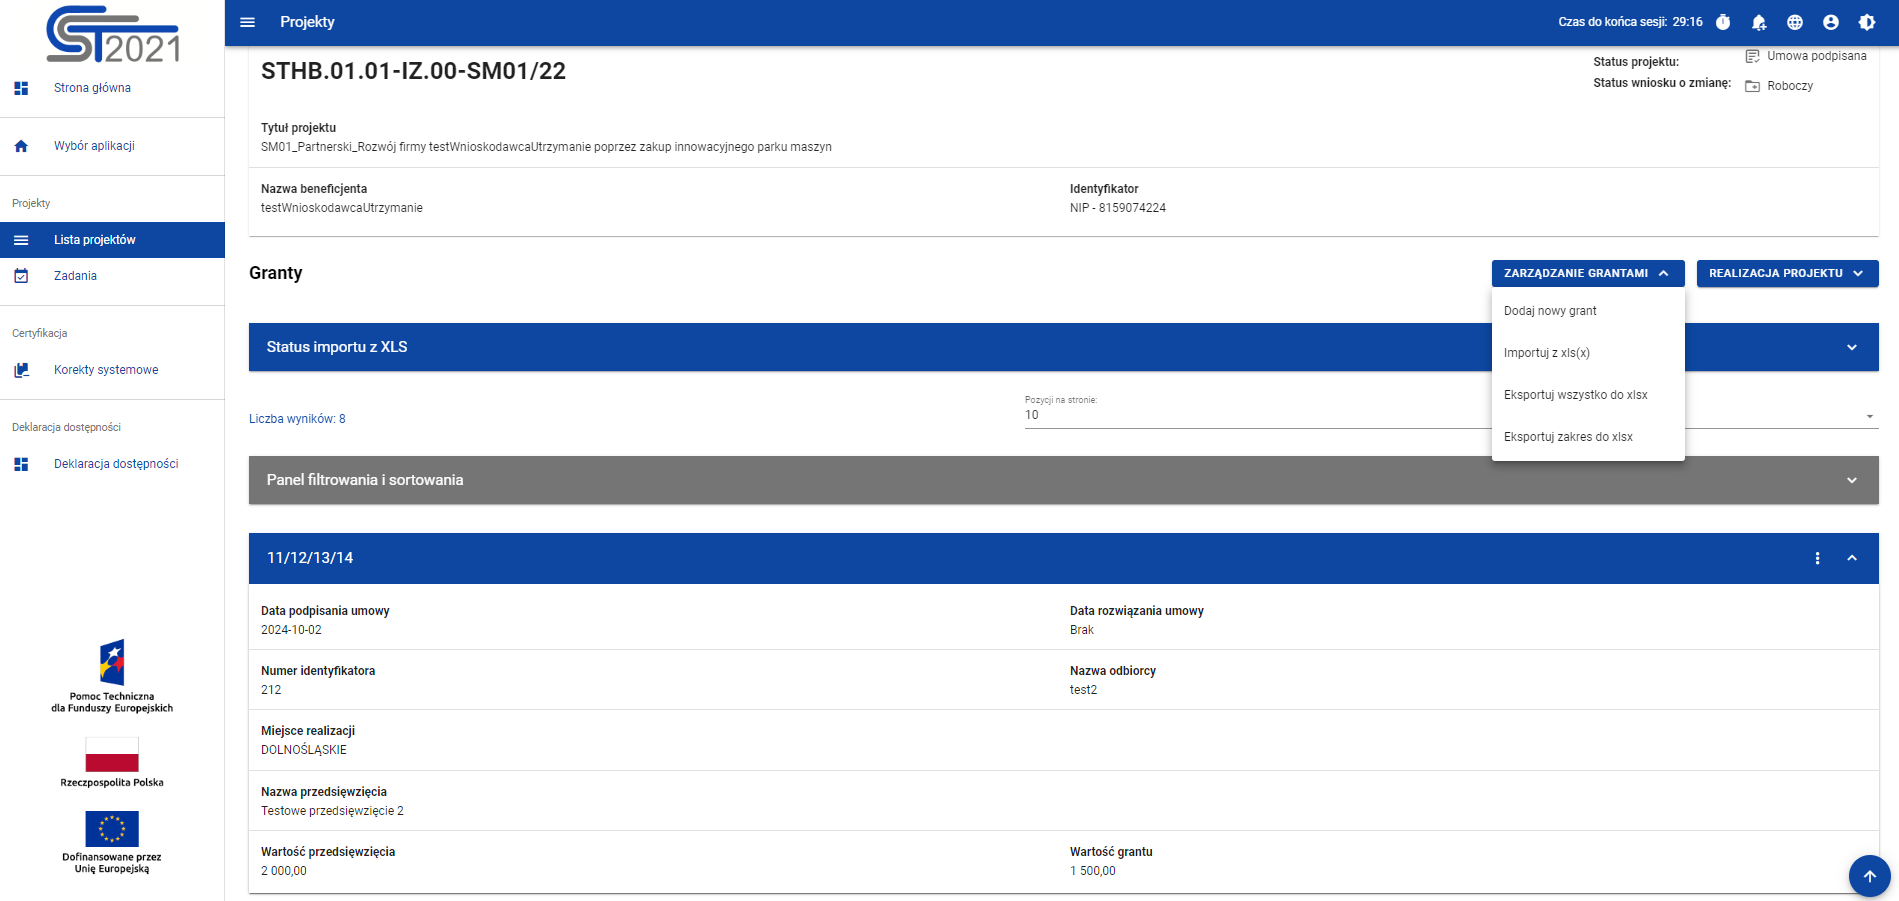 CST2021
Projekty
Czas do końca sesji: 29:16
Strona główna
Wybór aplikacji
Projekty
Lista projektów
Zadania
Certyfikacja
Korekty systemowe
Deklaracja dostępności
Deklaracja dostępności
Pomoc Techniczna
dla Funduszy Europejskich
Rzeczpospolita Polska
Dofinansowane przez
Unię Europejską
STHB.01.01-IZ.00-SM01/22
Status projektu: Umowa podpisana
Status wniosku o zmianę: Roboczy
Tytuł projektu
SM01_Partnerski_Rozwój firmy testWnioskodawcaUtrzymanie poprzez zakup innowacyjnego parku maszyn
Nazwa beneficjenta
testWnioskodawcaUtrzymanie
Identyfikator
NIP - 8159074224
Granty
ZARZĄDZANIE GRANTAMI
REALIZACJA PROJEKTU
Dodaj nowy grant
Importuj z xls(x)
Eksportuj wszystko do xlsx
Eksportuj zakres do xlsx
Status importu z XLS
Liczba wyników: 8
Pozycji na stronie:
10
Panel filtrowania i sortowania
11/12/13/14
Data podpisania umowy
2024-10-02
Data rozwiązania umowy
Brak
Numer identyfikatora
212
Nazwa odbiorcy
test2
Miejsce realizacji
DOLNOŚLĄSKIE
Nazwa przedsięwzięcia
Testowe przedsięwzięcie 2
Wartość przedsięwzięcia
2 000,00
Wartość grantu
1 500,00